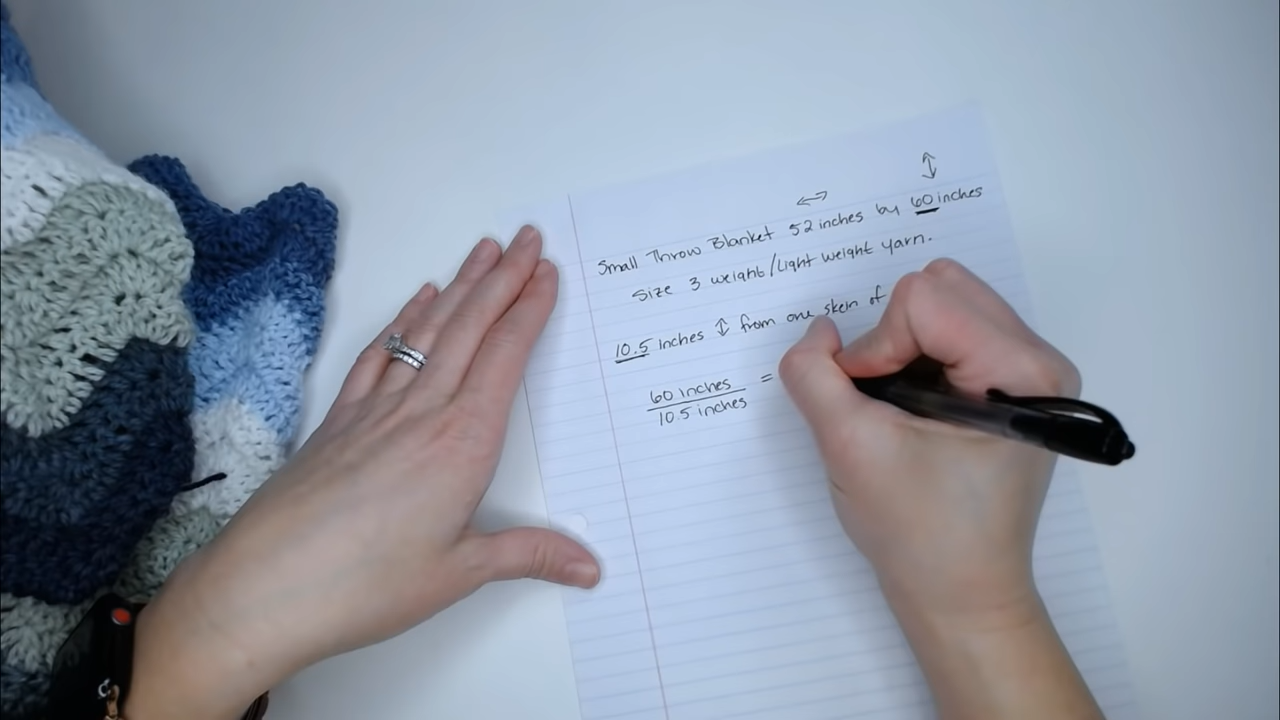 Small Throw Blanket 52 inches by 60 inches
Size 3 weight/Light weight yarn.
10.5 inches ↕ from one skein of
60 inches
10.5 inches
=